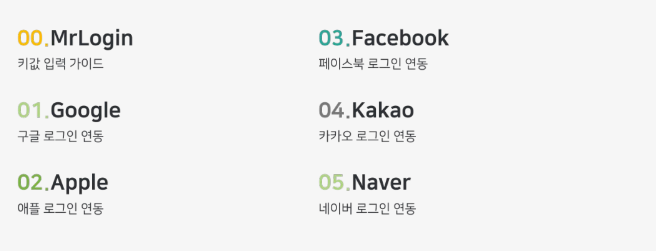 00.MrLogin
키값 입력 가이드
01.Google
구글 로그인 연동
02.Apple
애플 로그인 연동
03.Facebook
페이스북 로그인 연동
04.Kakao
카카오 로그인 연동
05.Naver
네이버 로그인 연동